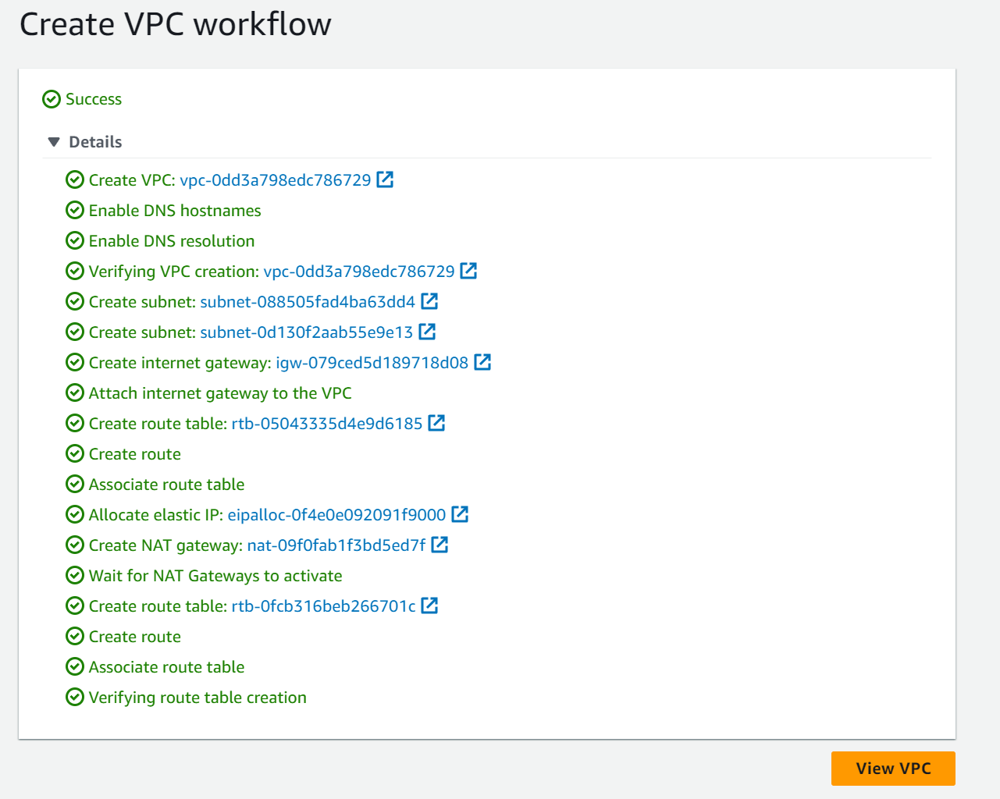 Create VPC workflow
Success
Details
Create VPC: vpc-0dd3a798edc786729
Enable DNS hostnames
Enable DNS resolution
Verifying VPC creation: vpc-0dd3a798edc786729
Create subnet: subnet-088505fad4ba63dd4
Create subnet: subnet-0d130f2aab55e9e13
Create internet gateway: igw-079ced5d189718d08
Attach internet gateway to the VPC
Create route table: rtb-05043335d4e9d6185
Create route
Associate route table
Allocate elastic IP: eipalloc-0f4e0e092091f9000
Create NAT gateway: nat-09f0fab1f3bd5ed7f
Wait for NAT Gateways to activate
Create route table: rtb-0fcb316beb266701c
Create route
Associate route table
Verifying route table creation
View VPC